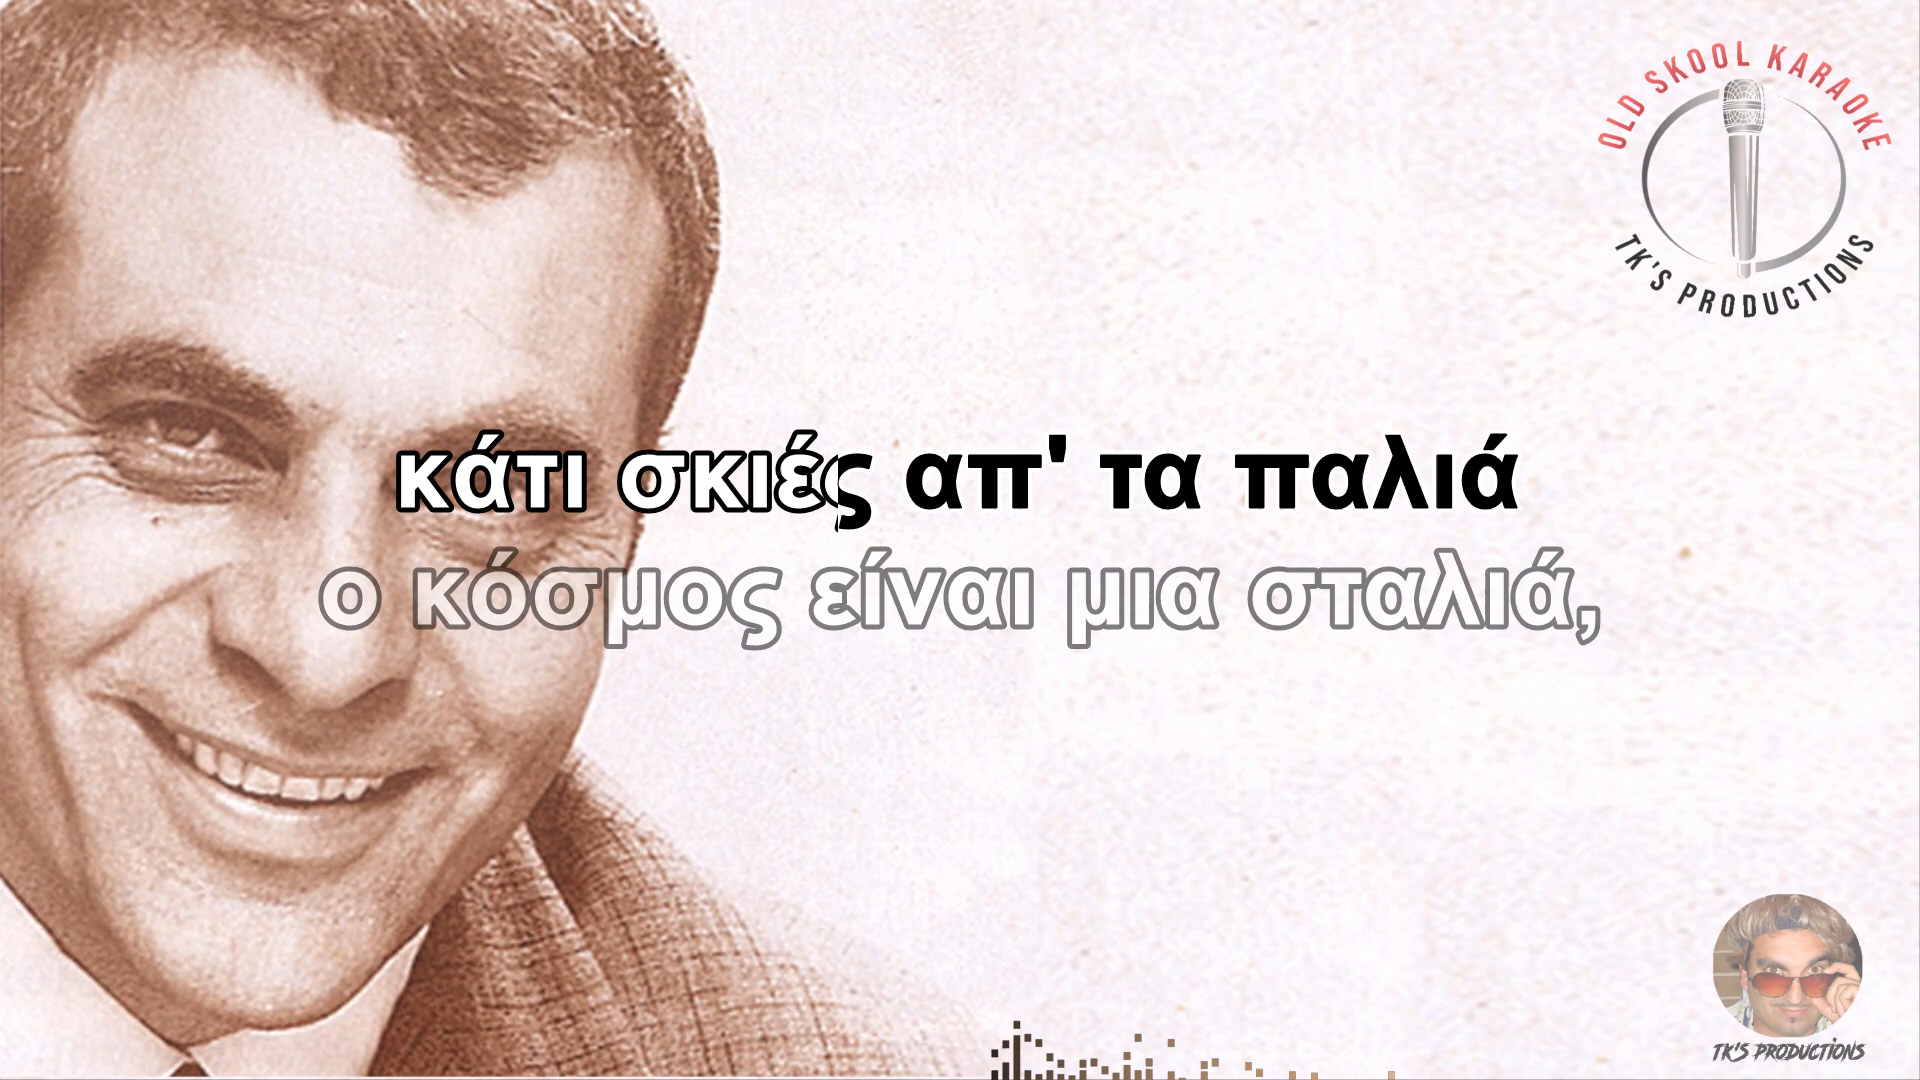 OLD SKOOL KARAOKE
TK'S PRODUCTIONS
κάτι σκιές απ' τα παλιά
ο κόσμος είναι μια σταλιά,
TK'S PRODUCTIONS